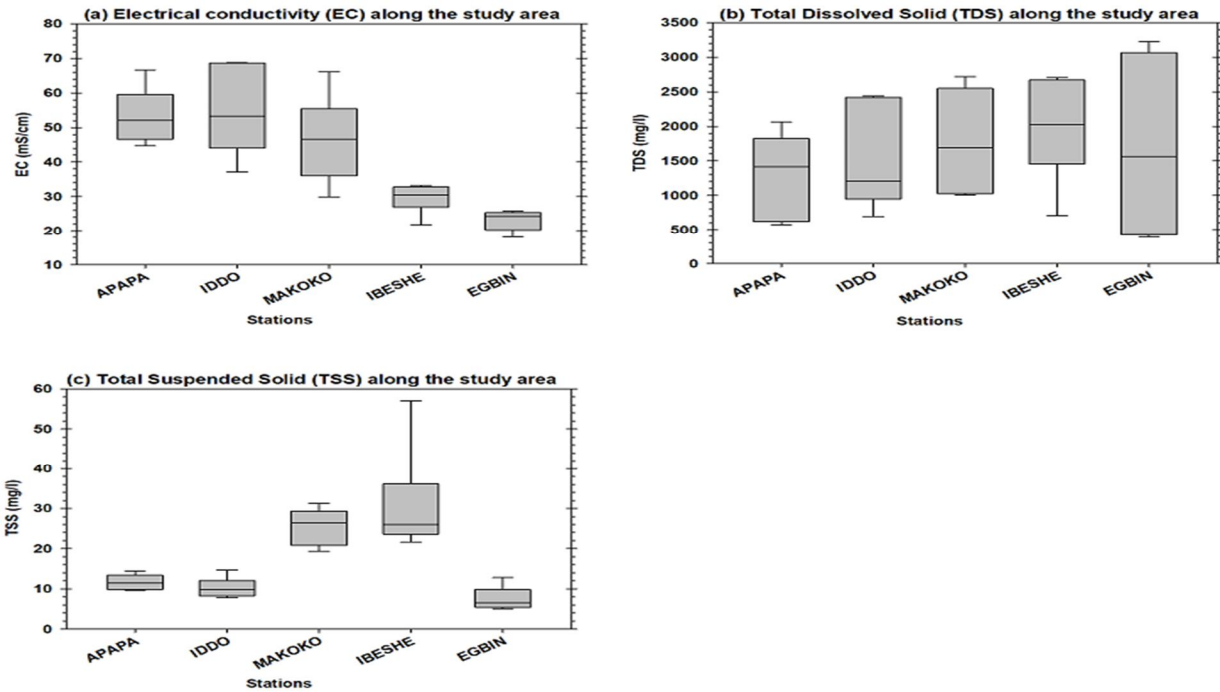 (a) Electrical conductivity (EC) along the study area
80
70
60
50
40
30
20
10
EC (mS/cm)
APAPA
IDDO
MAKOKO
IBESHE
EGBIN
Stations
(b) Total Dissolved Solid (TDS) along the study area
3500
3000
2500
2000
1500
1000
500
0
TDS (mg/l)
APAPA
IDDO
MAKOKO
IBESHE
EGBIN
Stations
(c) Total Suspended Solid (TSS) along the study area
60
50
40
30
20
10
0
TSS (mg/l)
APAPA
IDDO
MAKOKO
IBESHE
EGBIN
Stations